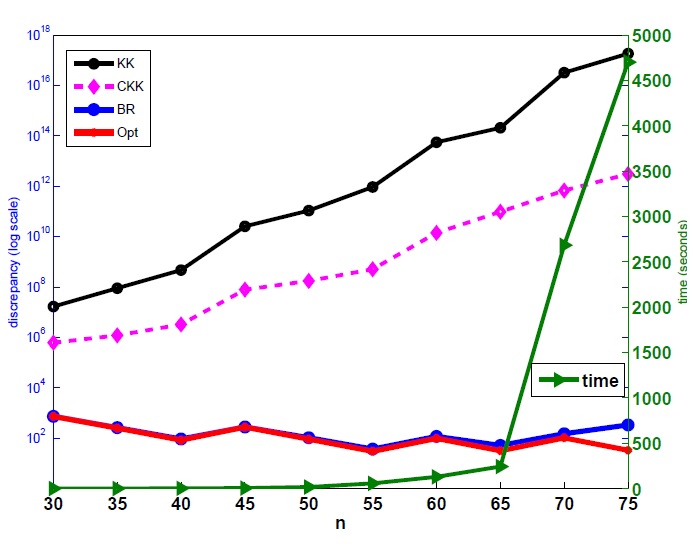 10^18
10^16
10^14
10^12
10^10
10^8
10^6
10^4
10^2
discrepancy (log scale)
KK
CKK
BR
Opt
5000
4500
4000
3500
3000
2500
2000
1500
1000
500
0
time (seconds)
time
30 35 40 45 50 55 60 65 70 75
n